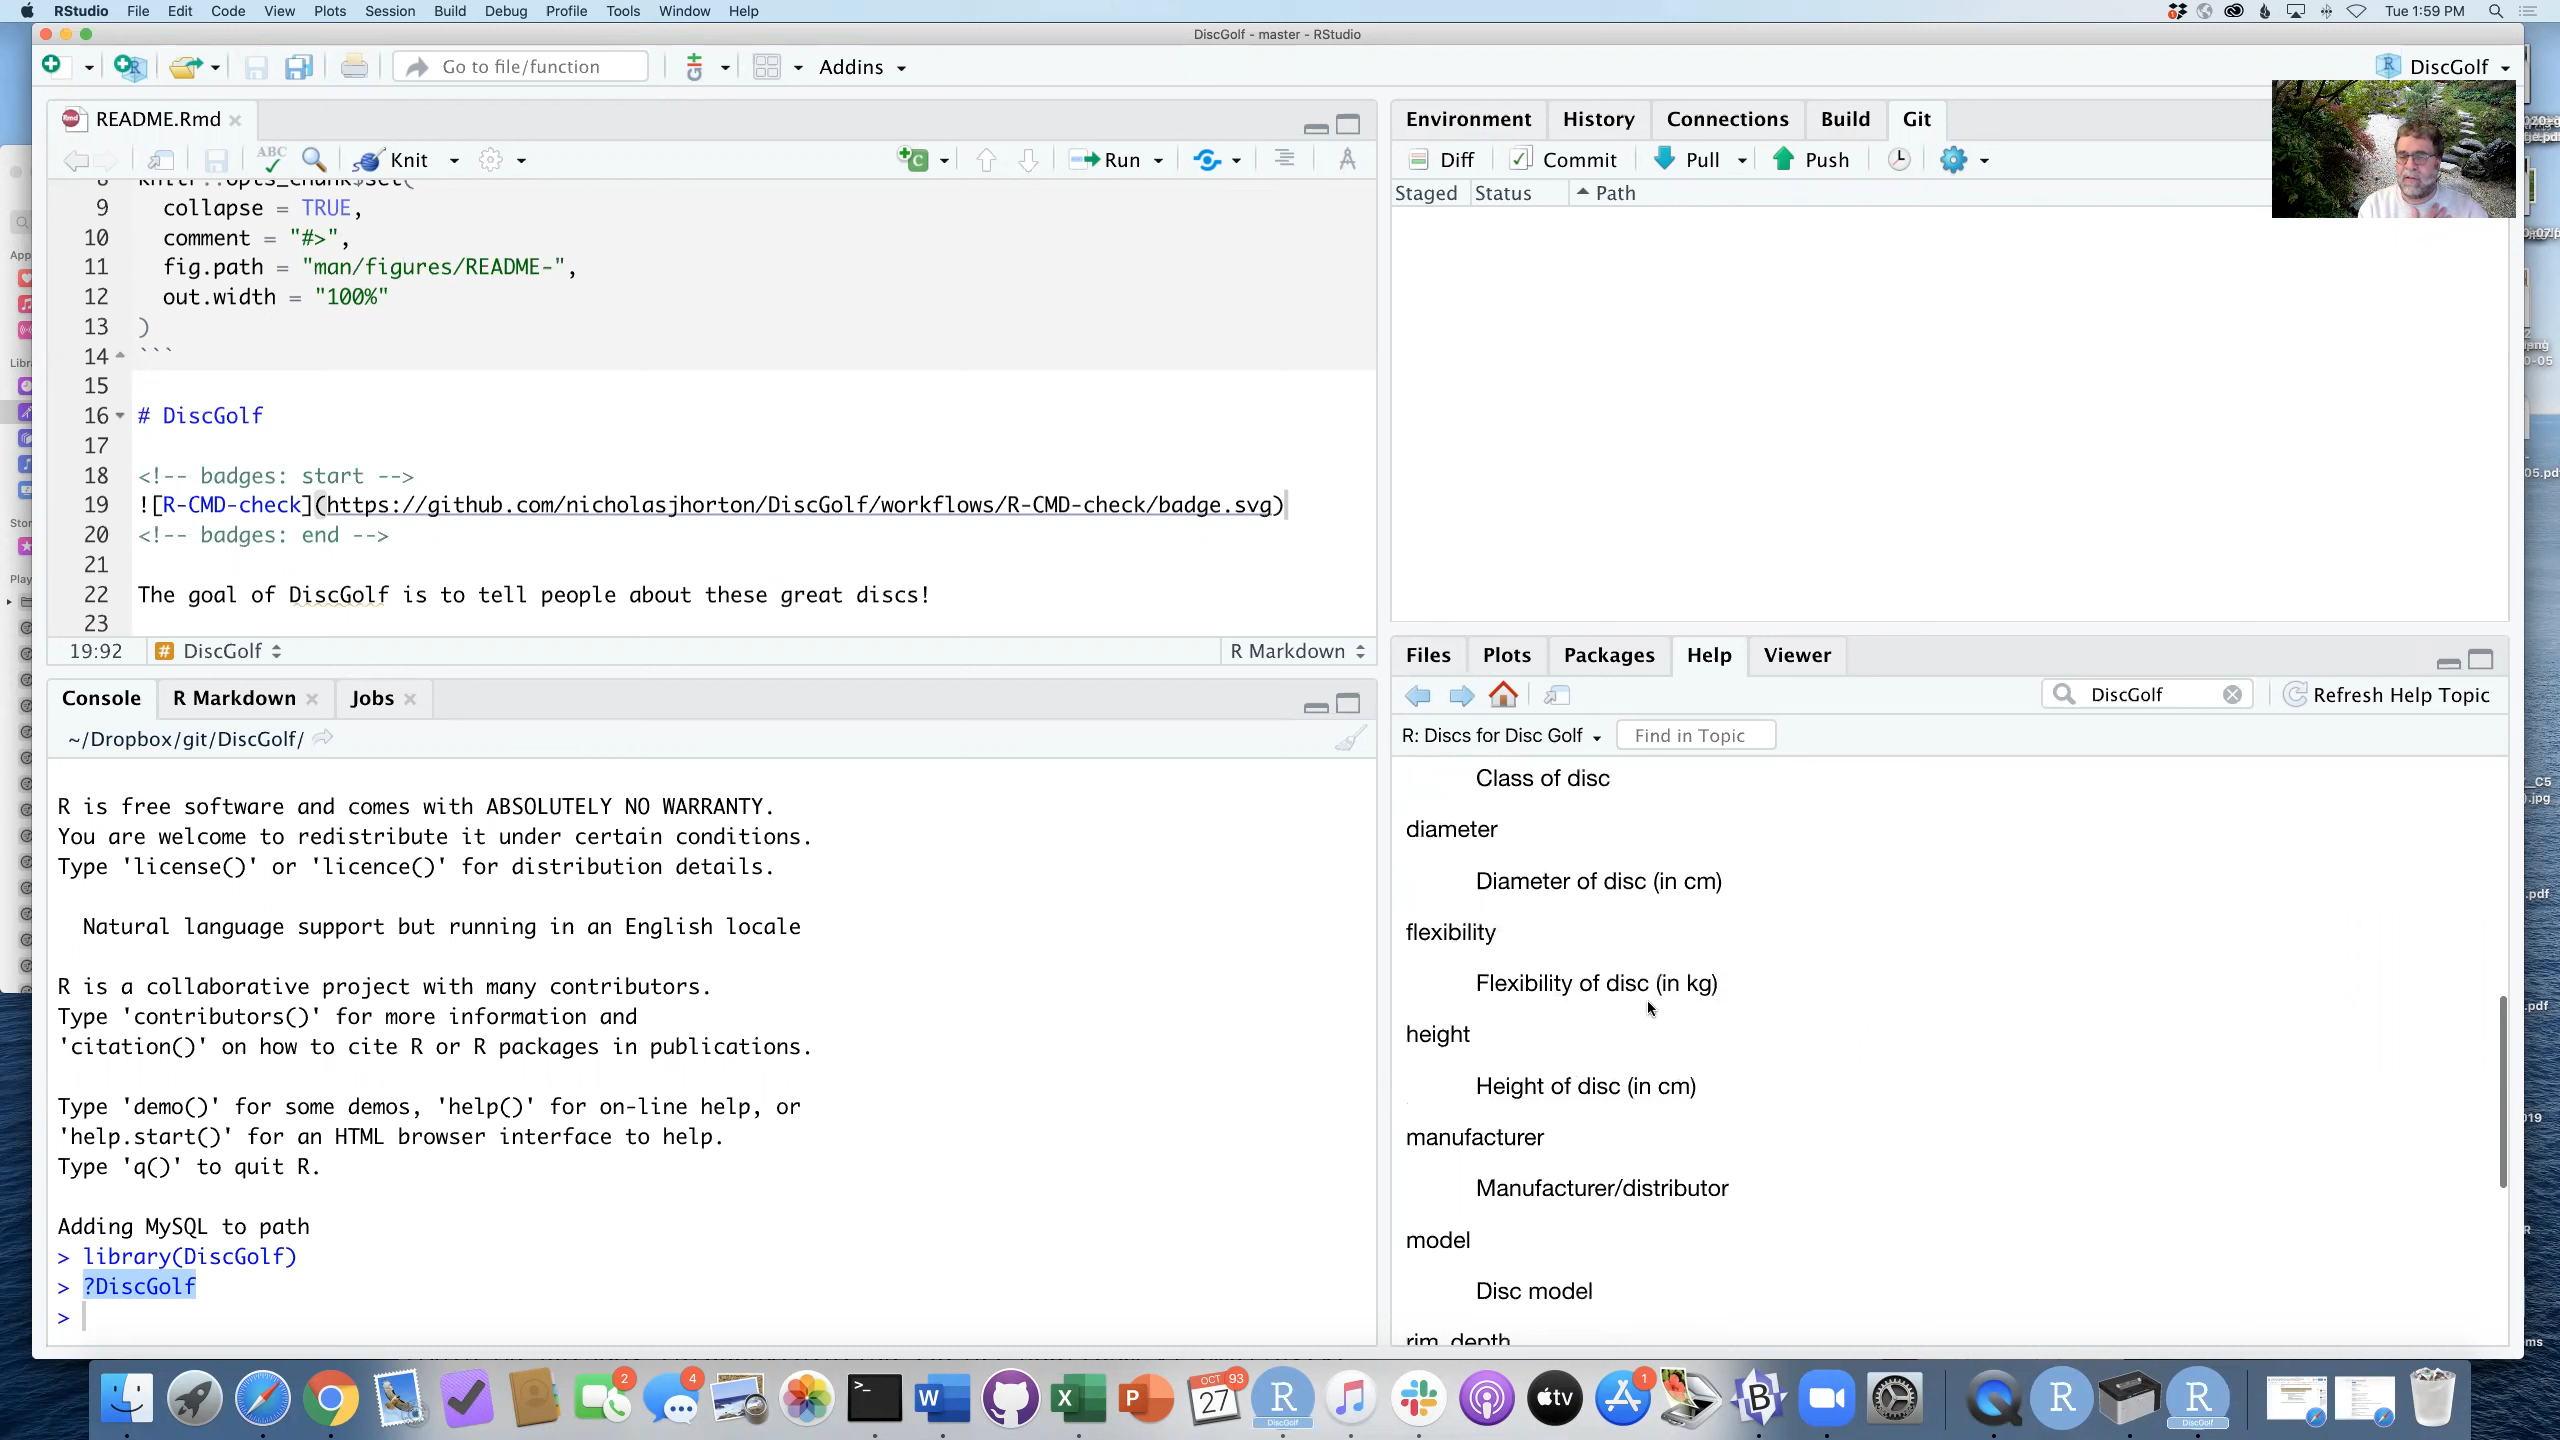 RStudio File Edit Code View Plots Session Build Debug Profile Tools Window Help Tue 1:59 PM
DiscGolf - master - RStudio
Go to file/function Addins DiscGolf
README.Rmd
ABC Knit Run
9 collapse = TRUE,
10 comment = "#>",
11 fig.path = "man/figures/README-",
12 out.width = "100%"
13 )
14 ```
15
16 # DiscGolf
17
18 <!-- badges: start -->
19 ![R-CMD-check](https://github.com/nicholasjhorton/DiscGolf/workflows/R-CMD-check/badge.svg)
20 <!-- badges: end -->
21
22 The goal of DiscGolf is to tell people about these great discs!
23
19:92 # DiscGolf R Markdown
Console R Markdown Jobs
~/Dropbox/git/DiscGolf/
R is free software and comes with ABSOLUTELY NO WARRANTY.
You are welcome to redistribute it under certain conditions.
Type 'license()' or 'licence()' for distribution details.
Natural language support but running in an English locale
R is a collaborative project with many contributors.
Type 'contributors()' for more information and
'citation()' on how to cite R or R packages in publications.
Type 'demo()' for some demos, 'help()' for on-line help, or
'help.start()' for an HTML browser interface to help.
Type 'q()' to quit R.
Adding MySQL to path
> library(DiscGolf)
> ?DiscGolf
>
Environment History Connections Build Git
Diff Commit Pull Push
Staged Status Path
Files Plots Packages Help Viewer
DiscGolf Refresh Help Topic
R: Discs for Disc Golf Find in Topic
Class of disc
diameter
Diameter of disc (in cm)
flexibility
Flexibility of disc (in kg)
height
Height of disc (in cm)
manufacturer
Manufacturer/distributor
model
Disc model
rim_depth
2 4 OCT 93 27 1